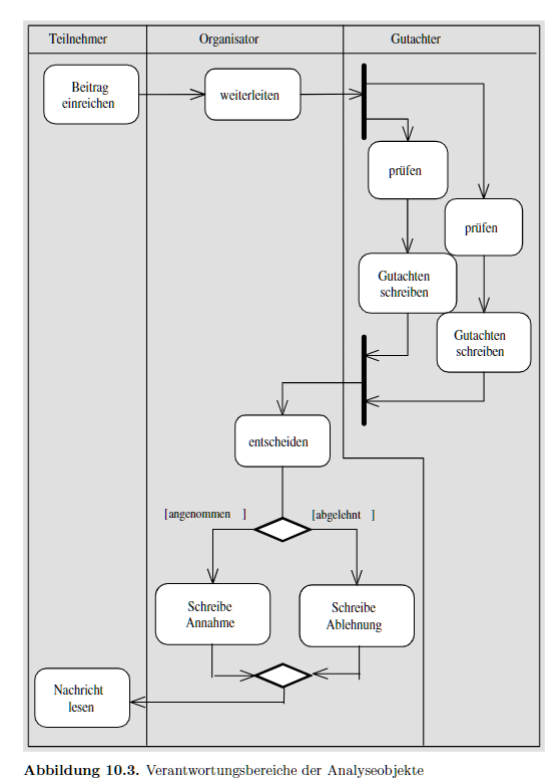 Teilnehmer
Organisator
Gutachter
Beitrag
einreichen
weiterleiten
prüfen
prüfen
Gutachten
schreiben
Gutachten
schreiben
entscheiden
[angenommen ]
[abgelehnt ]
Schreibe
Annahme
Schreibe
Ablehnung
Nachricht
lesen
Abbildung 10.3. Verantwortungsbereiche der Analyseobjekte